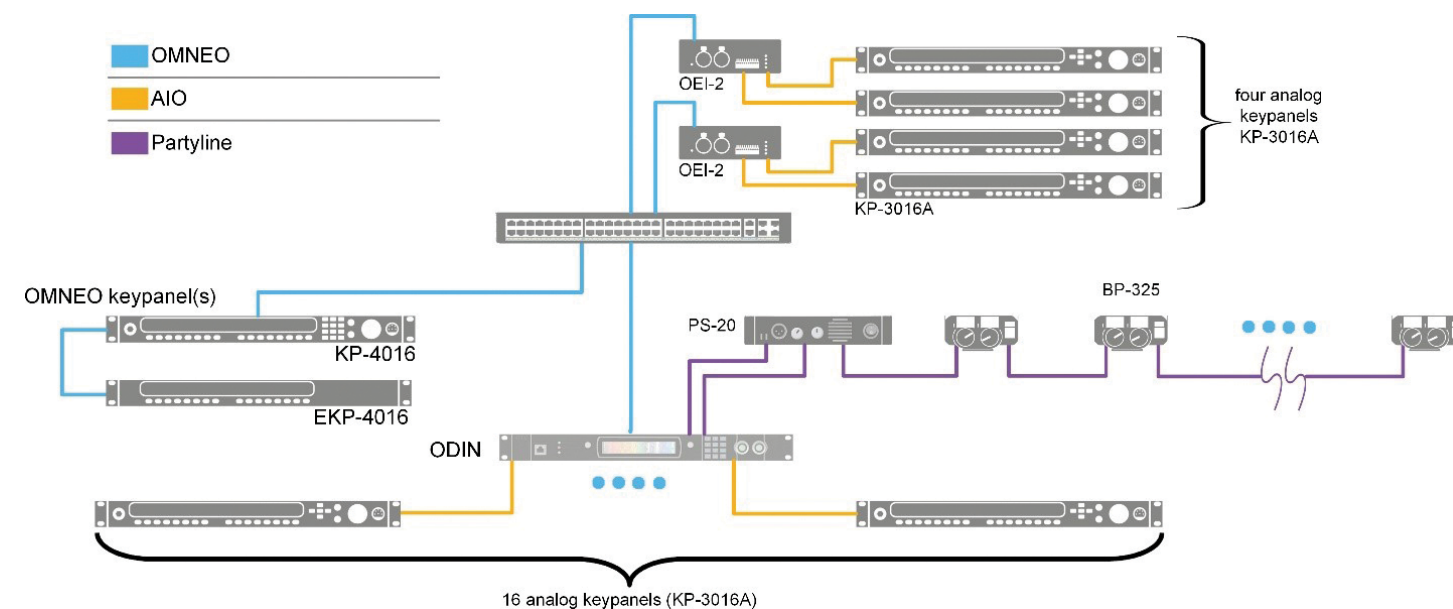 OMNEO
AIO
Partyline
OEI-2
OEI-2
four analog
keypanels
KP-3016A
KP-3016A
OMNEO keypanel(s)
KP-4016
EKP-4016
PS-20
BP-325
ODIN
16 analog keypanels (KP-3016A)